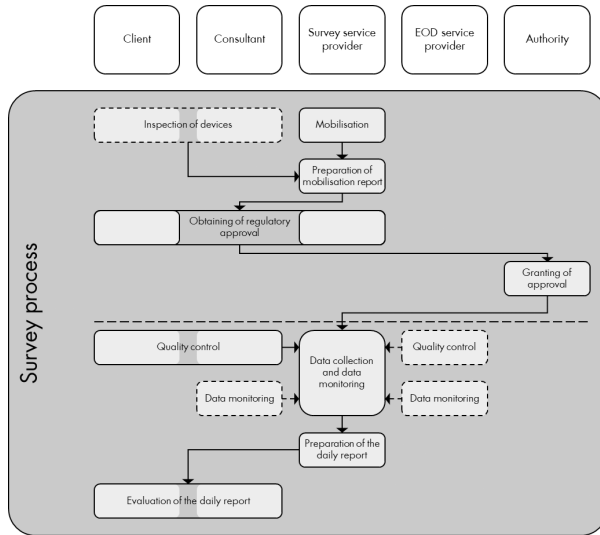 Client
Consultant
Survey service
provider
EOD service
provider
Authority
Survey process
Inspection of devices
Mobilisation
Preparation of
mobilisation report
Obtaining of regulatory
approval
Granting of
approval
Quality control
Data collection
and data
monitoring
Quality control
Data monitoring
Data monitoring
Preparation of the
daily report
Evaluation of the daily report